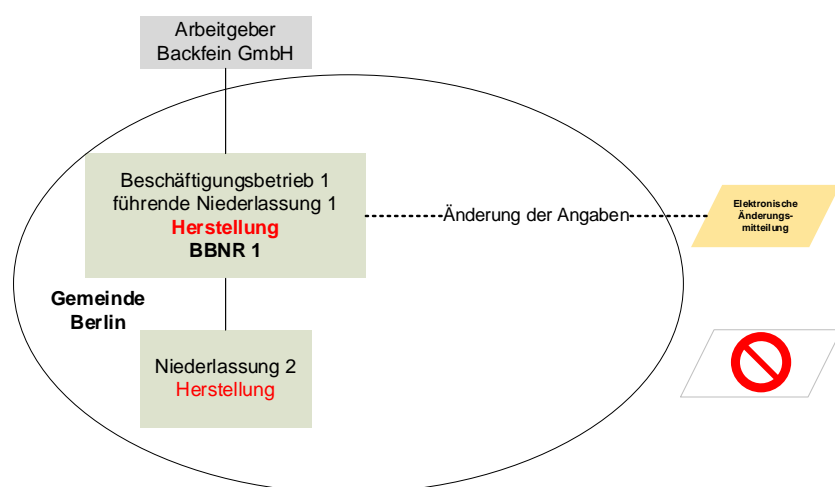 Arbeitgeber
Backfein GmbH
Beschäftigungsbetrieb 1
führende Niederlassung 1
Herstellung
BBNR 1
Änderung der Angaben
Elektronische
Änderungs-
mitteilung
Gemeinde
Berlin
Niederlassung 2
Herstellung